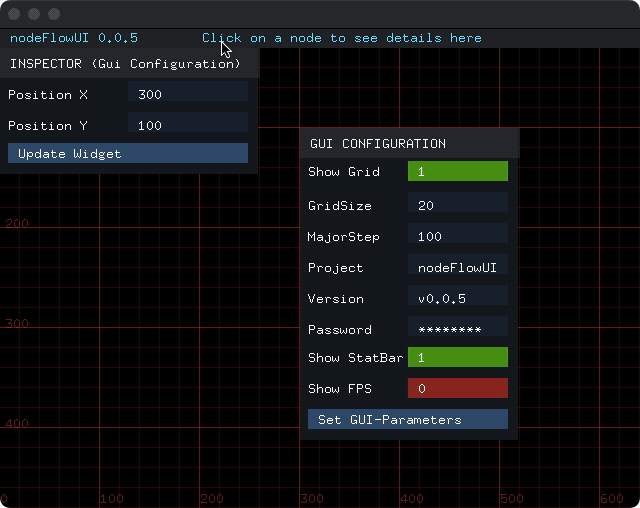 nodeFlowUI 0.0.5 Click on a node to see details here
INSPECTOR (Gui Configuration)
Position X 300
Position Y 100
Update Widget
GUI CONFIGURATION
Show Grid 1
GridSize 20
MajorStep 100
Project nodeFlowUI
Version v0.0.5
Password ********
Show StatBar 1
Show FPS 0
Set GUI-Parameters
200
300
400
0 100 200 300 400 500 600